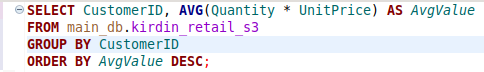 SELECT CustomerID, AVG(Quantity * UnitPrice) AS AvgValue
FROM main_db.kirdin_retail_s3
GROUP BY CustomerID
ORDER BY AvgValue DESC;